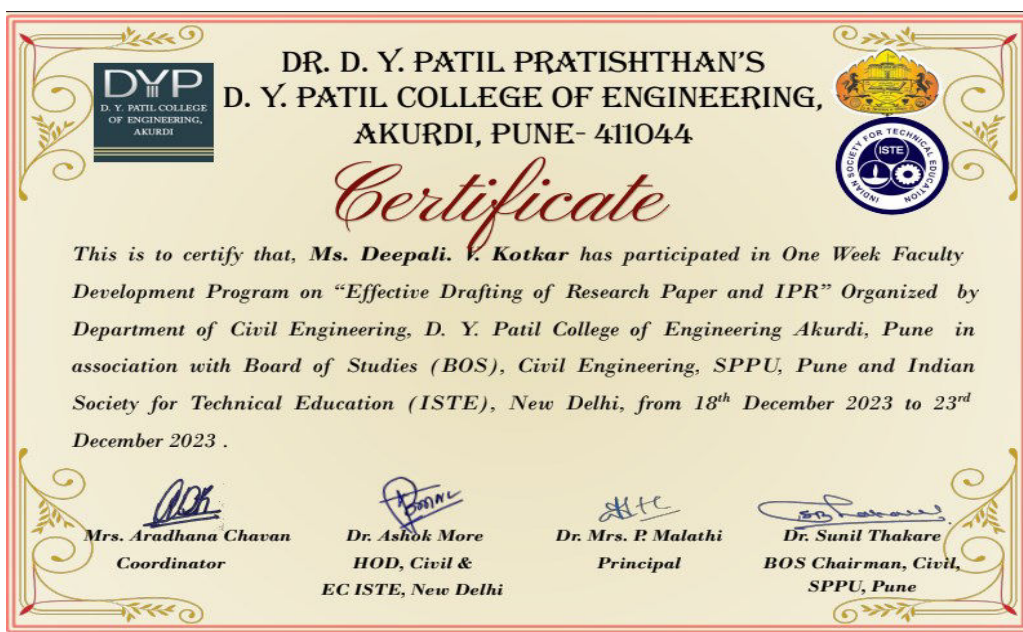 DYP
D. Y. PATIL COLLEGE
OF ENGINEERING,
AKURDI
DR. D. Y. PATIL PRATISHTHAN'S
D. Y. PATIL COLLEGE OF ENGINEERING,
AKURDI, PUNE- 411044
INDIAN SOCIETY FOR TECHNICAL EDUCATION
ISTE
Certificate
This is to certify that, Ms. Deepali. V. Kotkar has participated in One Week Faculty
Development Program on “Effective Drafting of Research Paper and IPR” Organized by
Department of Civil Engineering, D. Y. Patil College of Engineering Akurdi, Pune in
association with Board of Studies (BOS), Civil Engineering, SPPU, Pune and Indian
Society for Technical Education (ISTE), New Delhi, from 18th December 2023 to 23rd
December 2023 .
Mrs. Aradhana Chavan
Coordinator
Dr. Ashok More
HOD, Civil &
EC ISTE, New Delhi
Dr. Mrs. P. Malathi
Principal
Dr. Sunil Thakare
BOS Chairman, Civil,
SPPU, Pune